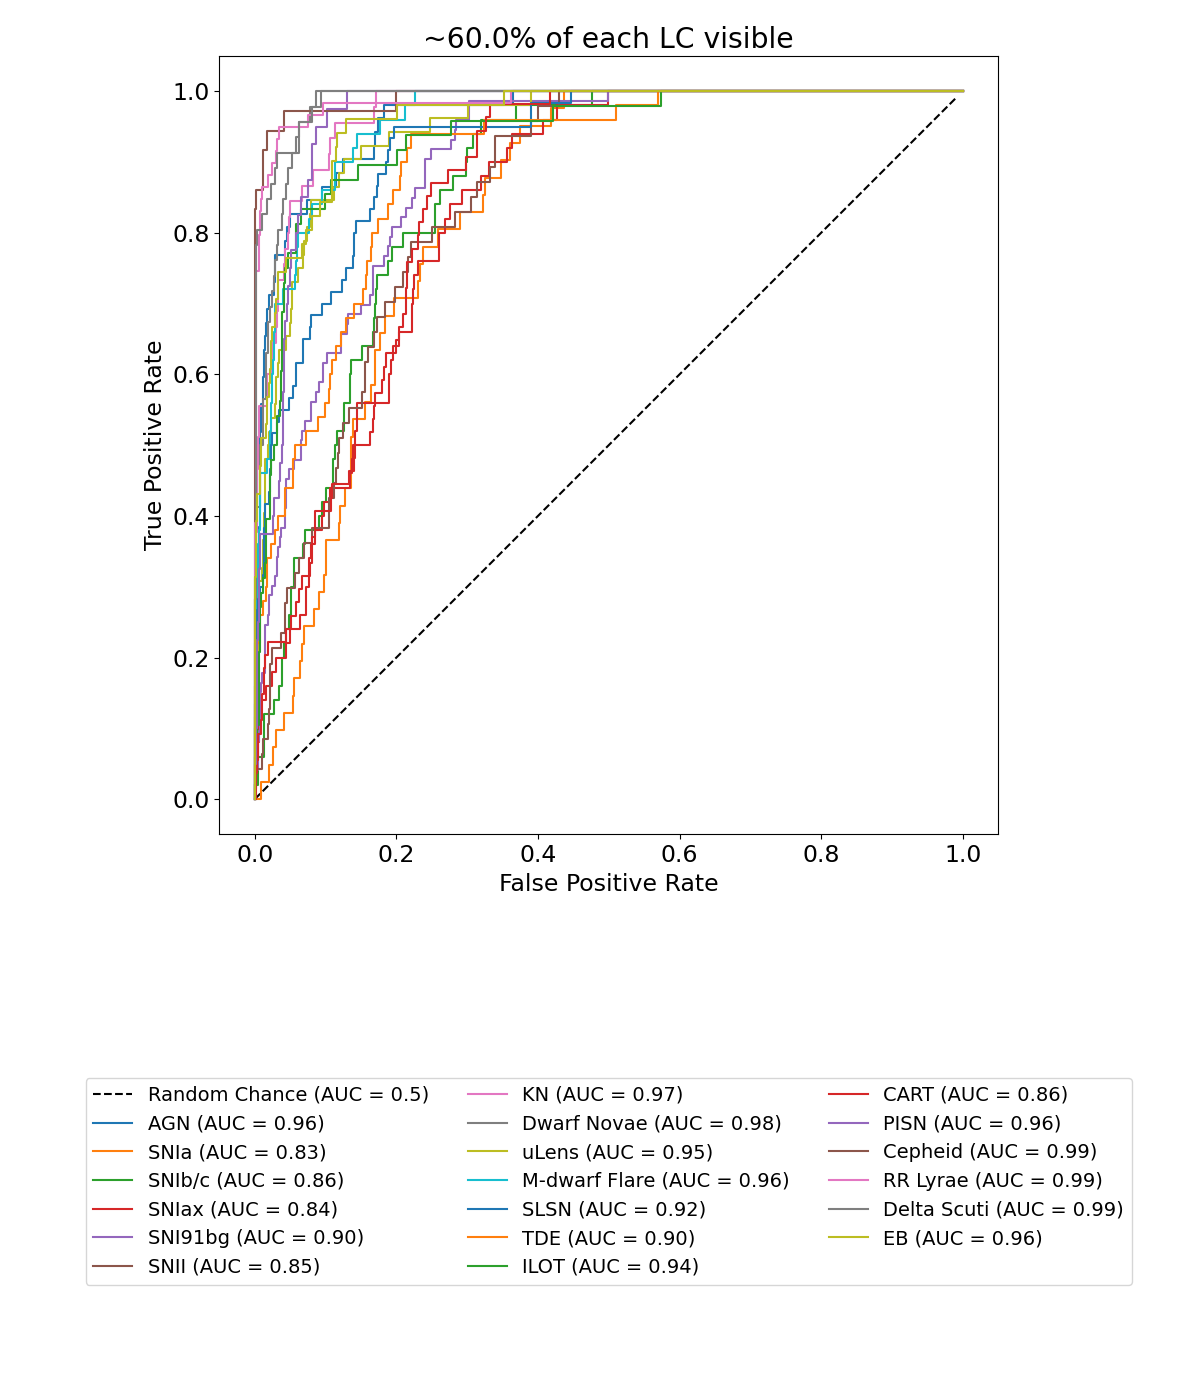 ~60.0% of each LC visible
1.0
0.8
0.6
0.4
0.2
0.0
True Positive Rate
0.0 0.2 0.4 0.6 0.8 1.0
False Positive Rate
Random Chance (AUC = 0.5)
AGN (AUC = 0.96)
SNIa (AUC = 0.83)
SNIb/c (AUC = 0.86)
SNIax (AUC = 0.84)
SNI91bg (AUC = 0.90)
SNII (AUC = 0.85)
KN (AUC = 0.97)
Dwarf Novae (AUC = 0.98)
uLens (AUC = 0.95)
M-dwarf Flare (AUC = 0.96)
SLSN (AUC = 0.92)
TDE (AUC = 0.90)
ILOT (AUC = 0.94)
CART (AUC = 0.86)
PISN (AUC = 0.96)
Cepheid (AUC = 0.99)
RR Lyrae (AUC = 0.99)
Delta Scuti (AUC = 0.99)
EB (AUC = 0.96)